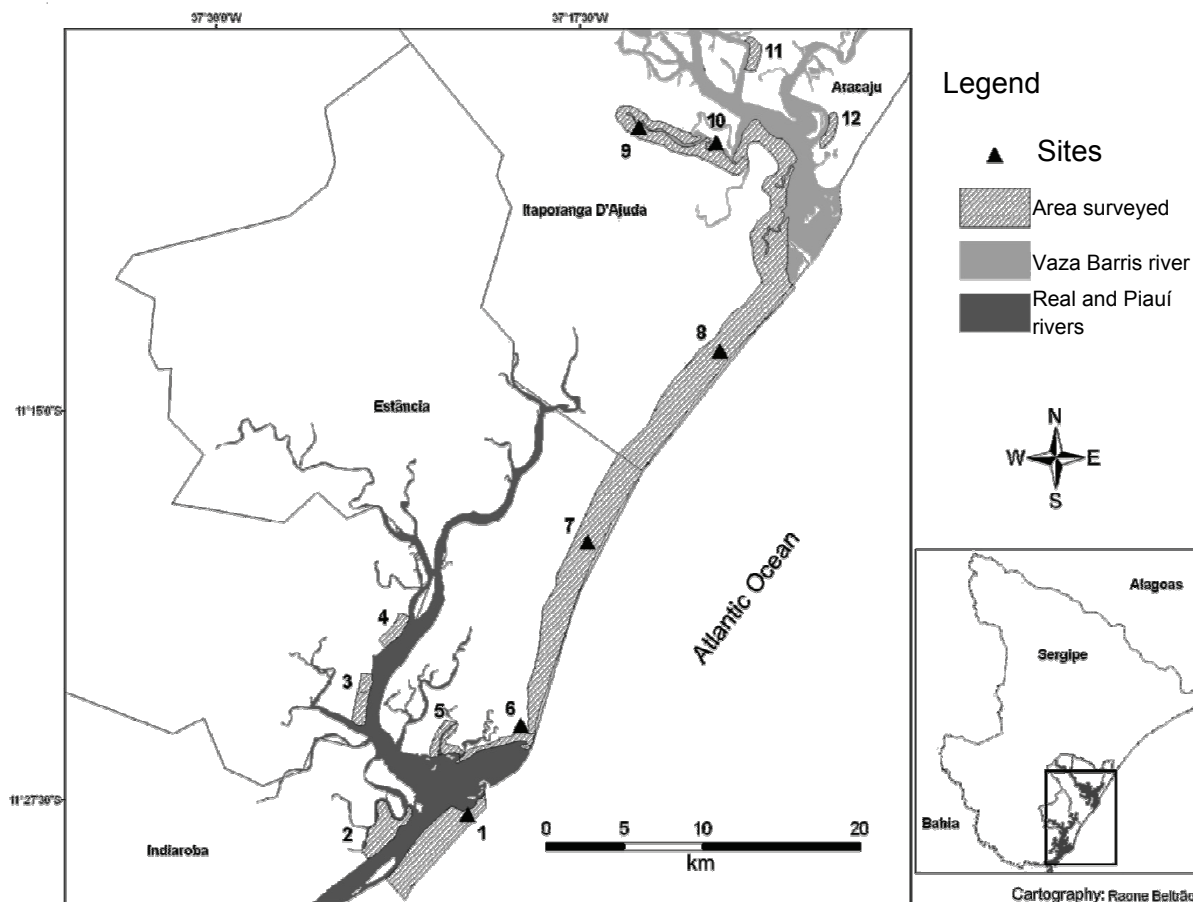 37°30'0"W
37°17'30"W
11
Aracaju
12
10
9
Itaporanga D'Ajuda
8
11°15'0"S
Estância
7
Atlantic Ocean
4
3
5
6
11°27'30"S
1
2
Indiaroba
0 5 10 20
km
Legend
Sites
Area surveyed
Vaza Barris river
Real and Piauí
rivers
N
W E
S
Alagoas
Sergipe
Bahia
Cartography: Raone Beltrão